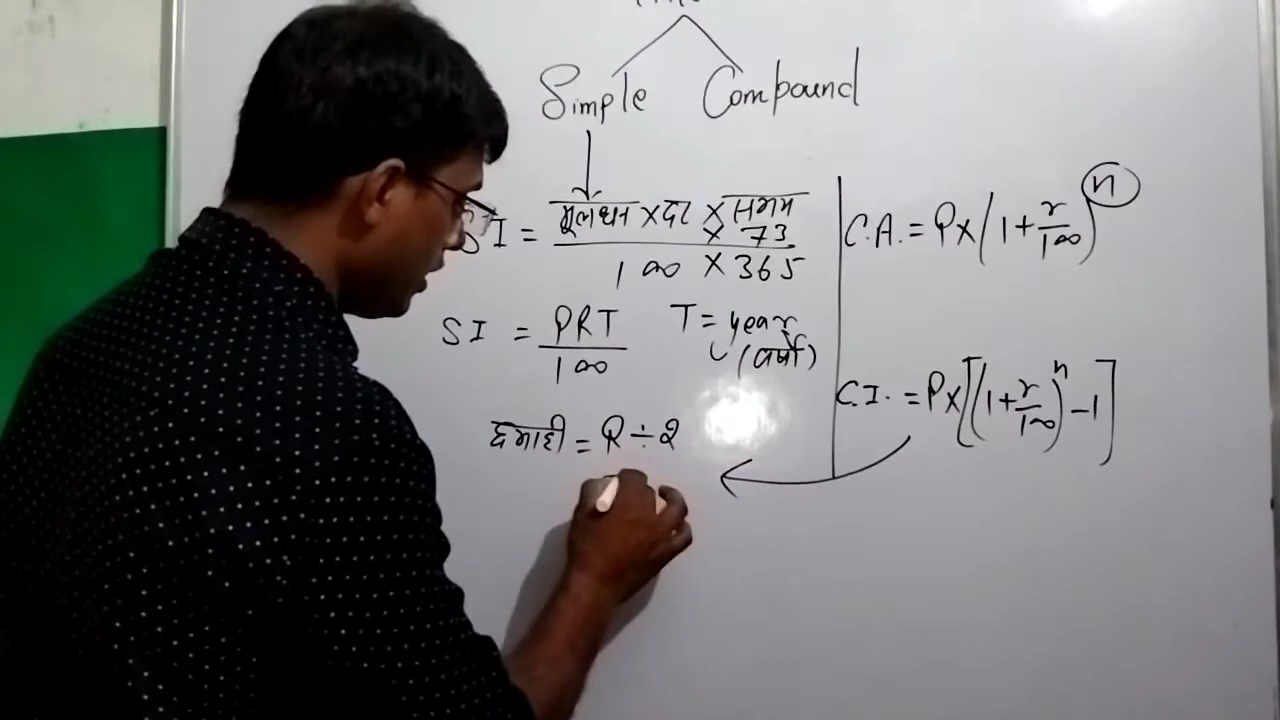 Simple Compound
SI = मूलधन × दर × समय
× 73
100 × 365
SI = PRT
100
T = year
(वर्ष)
छमाही = R ÷ 2
C.A. = P × (1 + r/100)^n
C.I. = P × [(1 + r/100)^n - 1]